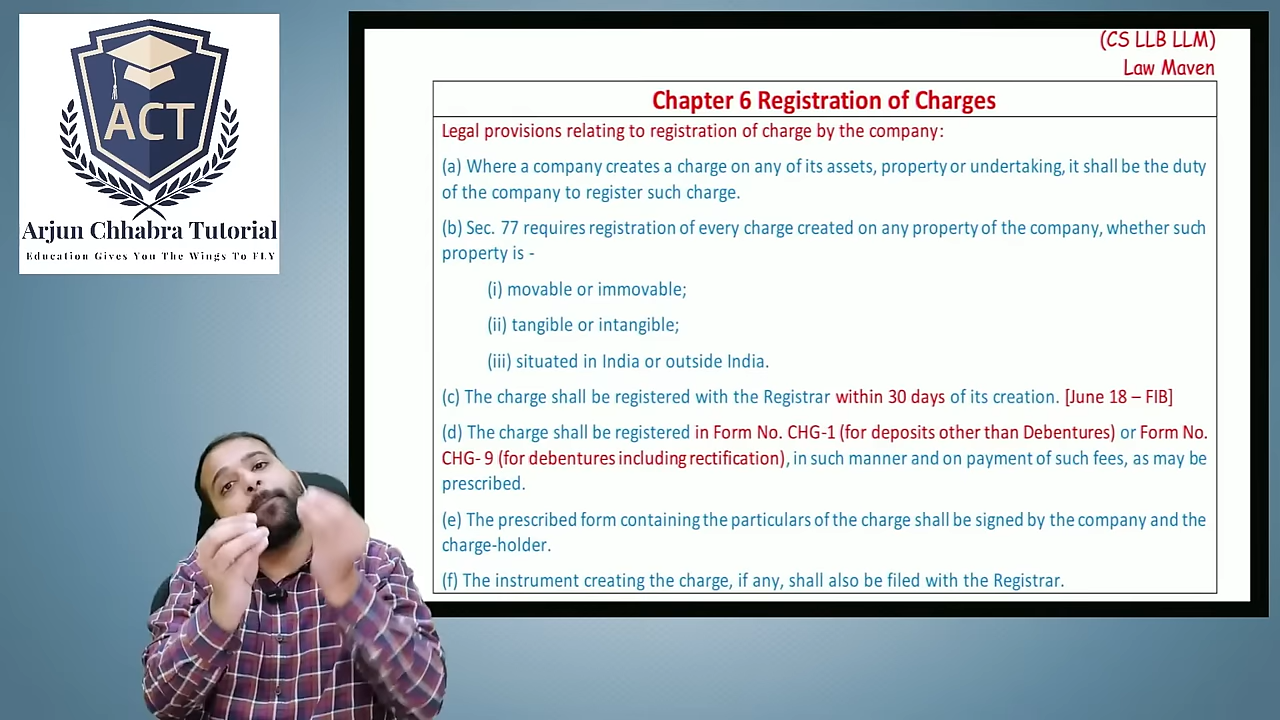 ACT
Arjun Chhabra Tutorial
Education Gives You The Wings To FLY
(CS LLB LLM)
Law Maven
Chapter 6 Registration of Charges
Legal provisions relating to registration of charge by the company:
(a) Where a company creates a charge on any of its assets, property or undertaking, it shall be the duty
of the company to register such charge.
(b) Sec. 77 requires registration of every charge created on any property of the company, whether such
property is -
(i) movable or immovable;
(ii) tangible or intangible;
(iii) situated in India or outside India.
(c) The charge shall be registered with the Registrar within 30 days of its creation. [June 18 – FIB]
(d) The charge shall be registered in Form No. CHG-1 (for deposits other than Debentures) or Form No.
CHG- 9 (for debentures including rectification), in such manner and on payment of such fees, as may be
prescribed.
(e) The prescribed form containing the particulars of the charge shall be signed by the company and the
charge-holder.
(f) The instrument creating the charge, if any, shall also be filed with the Registrar.